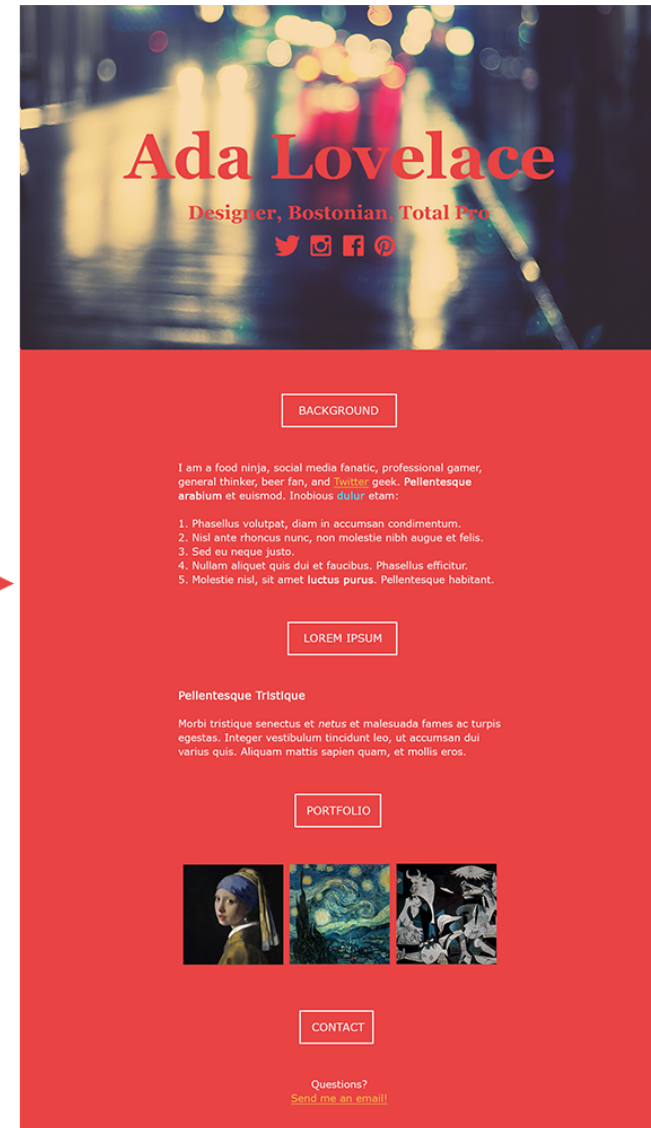 Ada Lovelace
Designer, Bostonian, Total Pro
BACKGROUND
I am a food ninja, social media fanatic, professional gamer,
general thinker, beer fan, and Twitter geek. Pellentesque
arabium et euismod. Inobious dulur etam:
1. Phasellus volutpat, diam in accumsan condimentum.
2. Nisl ante rhoncus nunc, non molestie nibh augue et felis.
3. Sed eu neque justo.
4. Nullam aliquet quis dui et faucibus. Phasellus efficitur.
5. Molestie nisl, sit amet luctus purus. Pellentesque habitant.
LOREM IPSUM
Pellentesque Tristique
Morbi tristique senectus et netus et malesuada fames ac turpis
egestas. Integer vestibulum tincidunt leo, ut accumsan dui
varius quis. Aliquam mattis sapien quam, et mollis eros.
PORTFOLIO
CONTACT
Questions?
Send me an email!